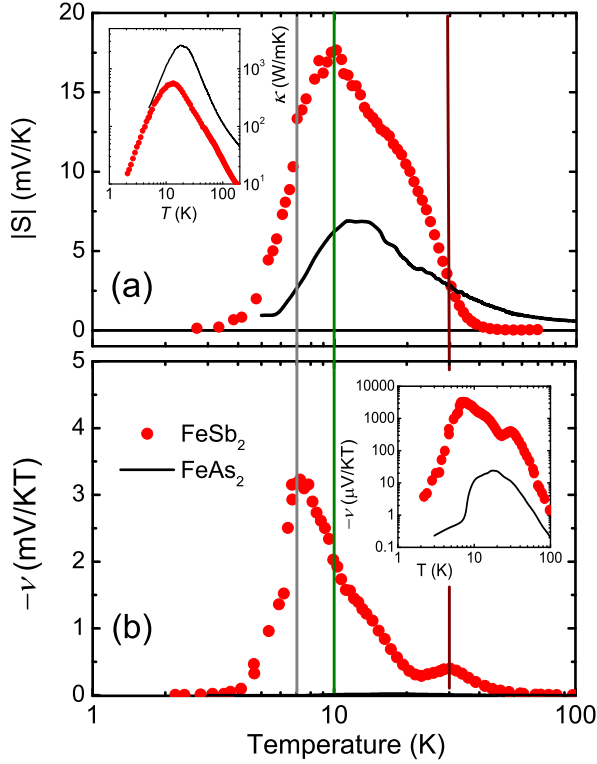 20
15
10
5
0
|S| (mV/K)
(a)
10³
10²
10¹
κ (W/mK)
1
10
100
T (K)
5
4
3
2
1
0
−ν (mV/KT)
FeSb₂
FeAs₂
(b)
10000
1000
100
10
1
0.1
−ν (μV/KT)
1
10
100
T (K)
1
10
100
Temperature (K)